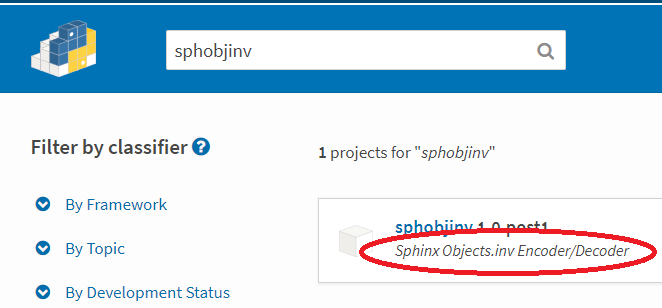 sphobjinv
Filter by classifier ?
1 projects for "sphobjinv"
By Framework
By Topic
By Development Status
sphobjinv 1.0.post1
Sphinx Objects.inv Encoder/Decoder